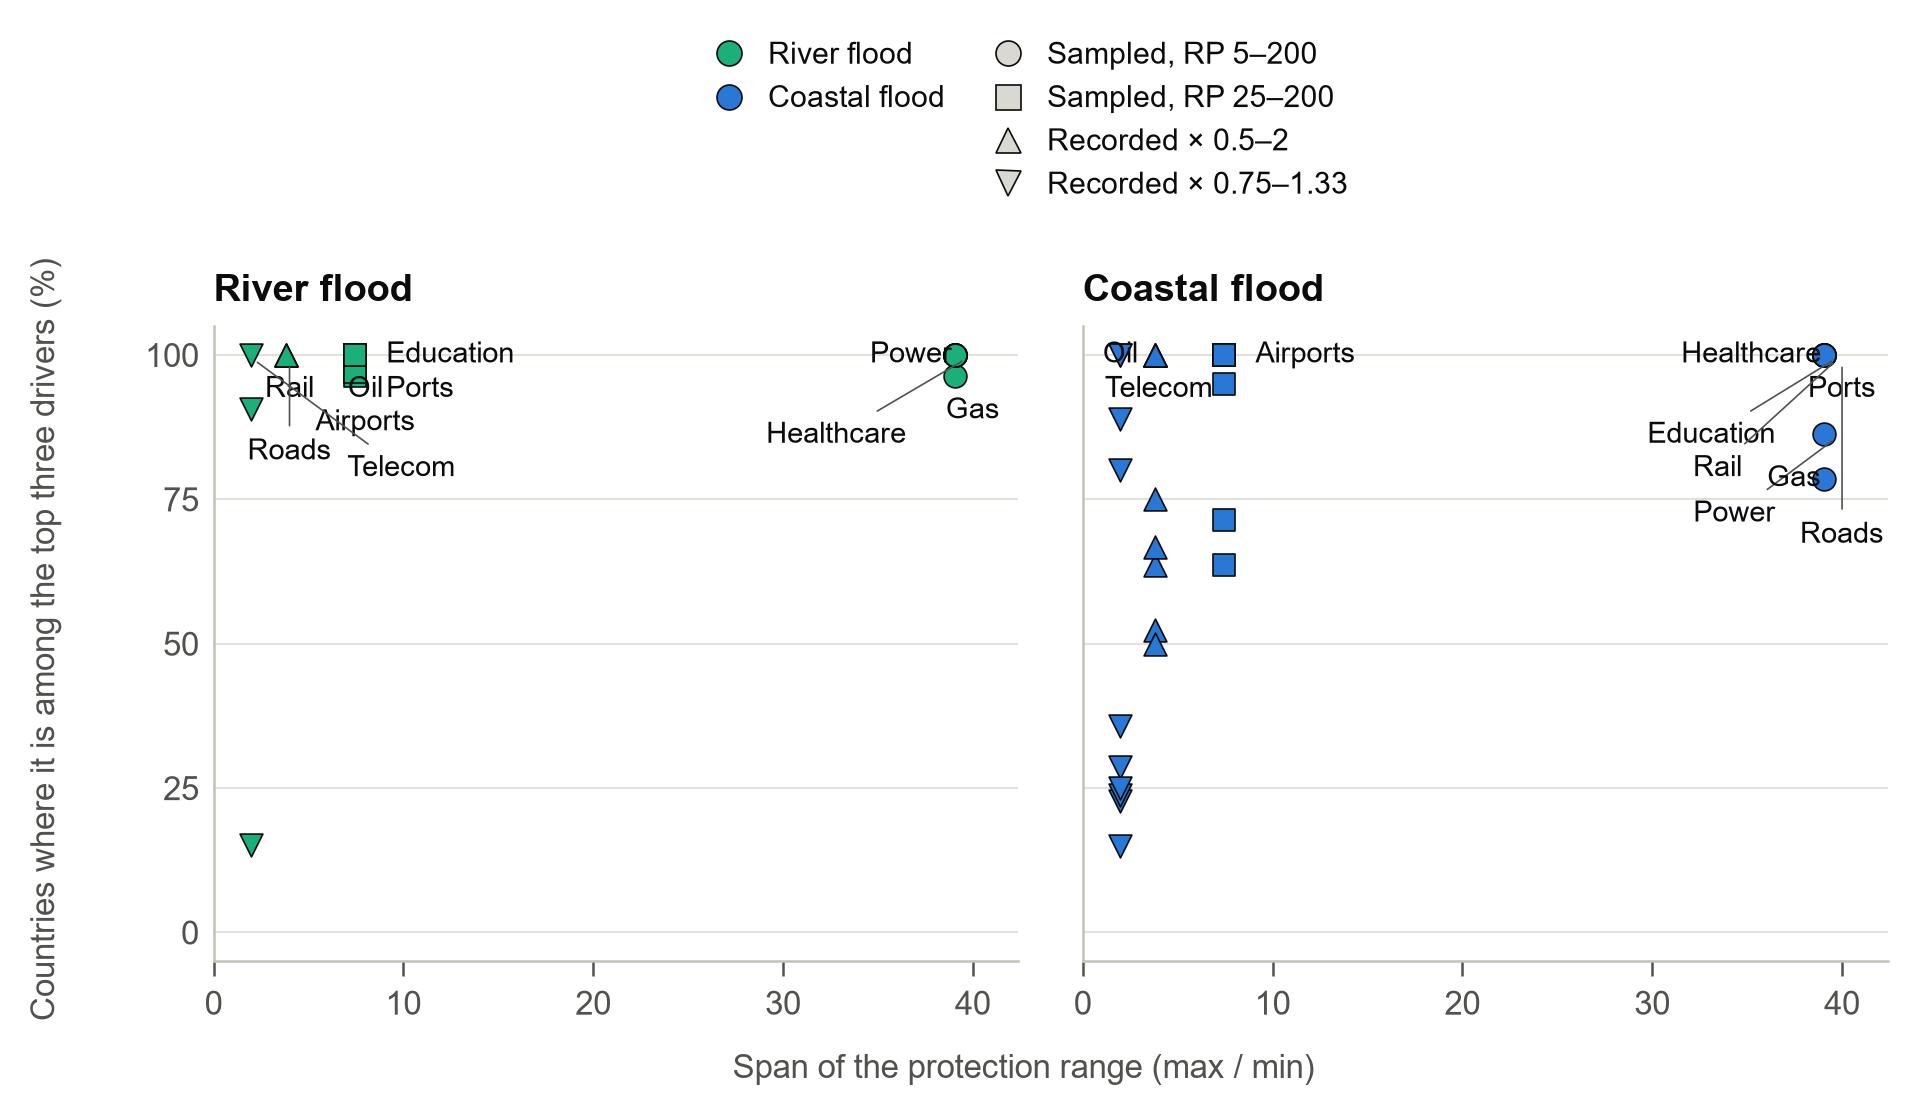 River flood
Coastal flood
Sampled, RP 5–200
Sampled, RP 25–200
Recorded × 0.5–2
Recorded × 0.75–1.33
Countries where it is among the top three drivers (%)
River flood
100
75
50
25
0
Education
Rail
Oil
Ports
Airports
Roads
Telecom
Power
Healthcare
Gas
0
10
20
30
40
Coastal flood
Oil
Telecom
Airports
Healthcare
Ports
Education
Rail
Gas
Power
Roads
0
10
20
30
40
Span of the protection range (max / min)